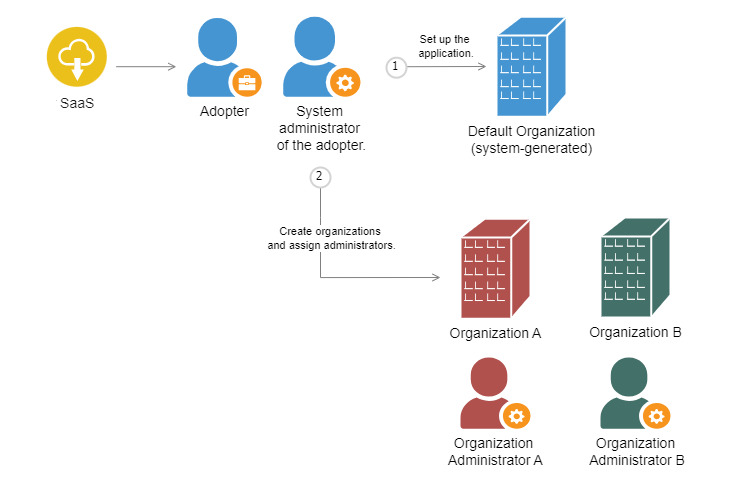 SaaS
Adopter
System
administrator
of the adopter.
1
Set up the
application.
Default Organization
(system-generated)
2
Create organizations
and assign administrators.
Organization A
Organization B
Organization
Administrator A
Organization
Administrator B